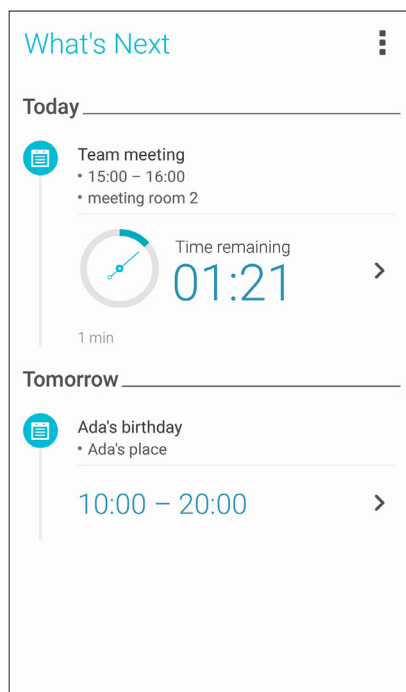 What's Next
Today
Team meeting
• 15:00 – 16:00
• meeting room 2
Time remaining
01:21
1 min
Tomorrow
Ada's birthday
• Ada's place
10:00 – 20:00